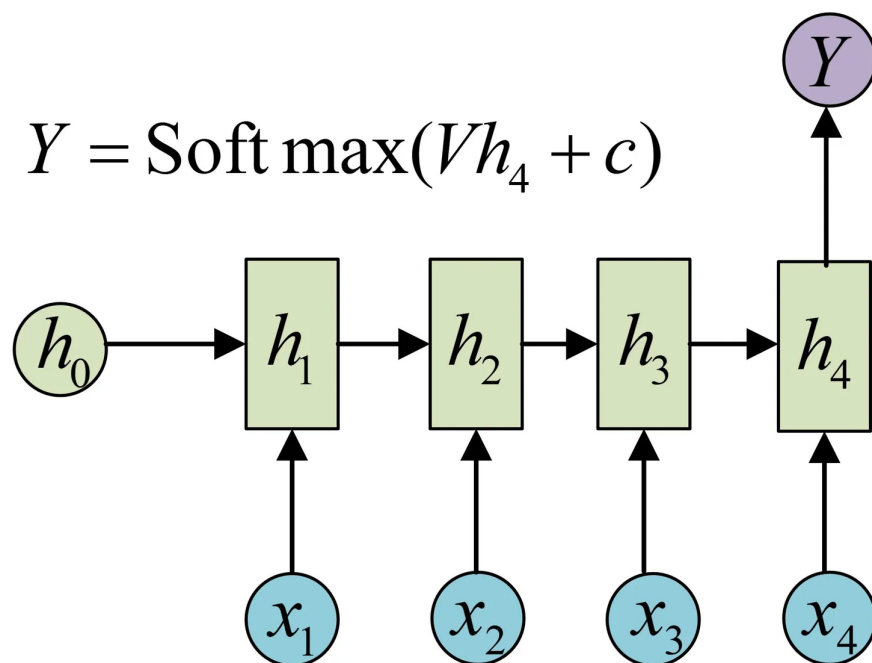 Y
Y = Soft max(Vh₄ + c)
h₀ h₁ h₂ h₃ h₄
x₁ x₂ x₃ x₄